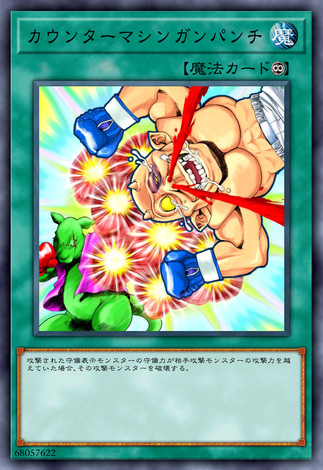 カウンターマシンガンパンチ
魔
【魔法カード】
攻撃された守備表示モンスターの守備力が相手攻撃モンスターの攻撃力を越
えていた場合、その攻撃モンスターを破壊する。
68057622